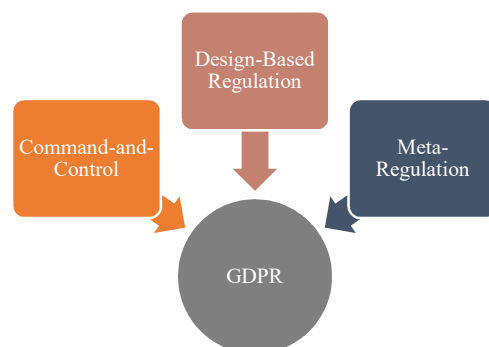 Design-Based
Regulation
Command-and-
Control
Meta-
Regulation
GDPR